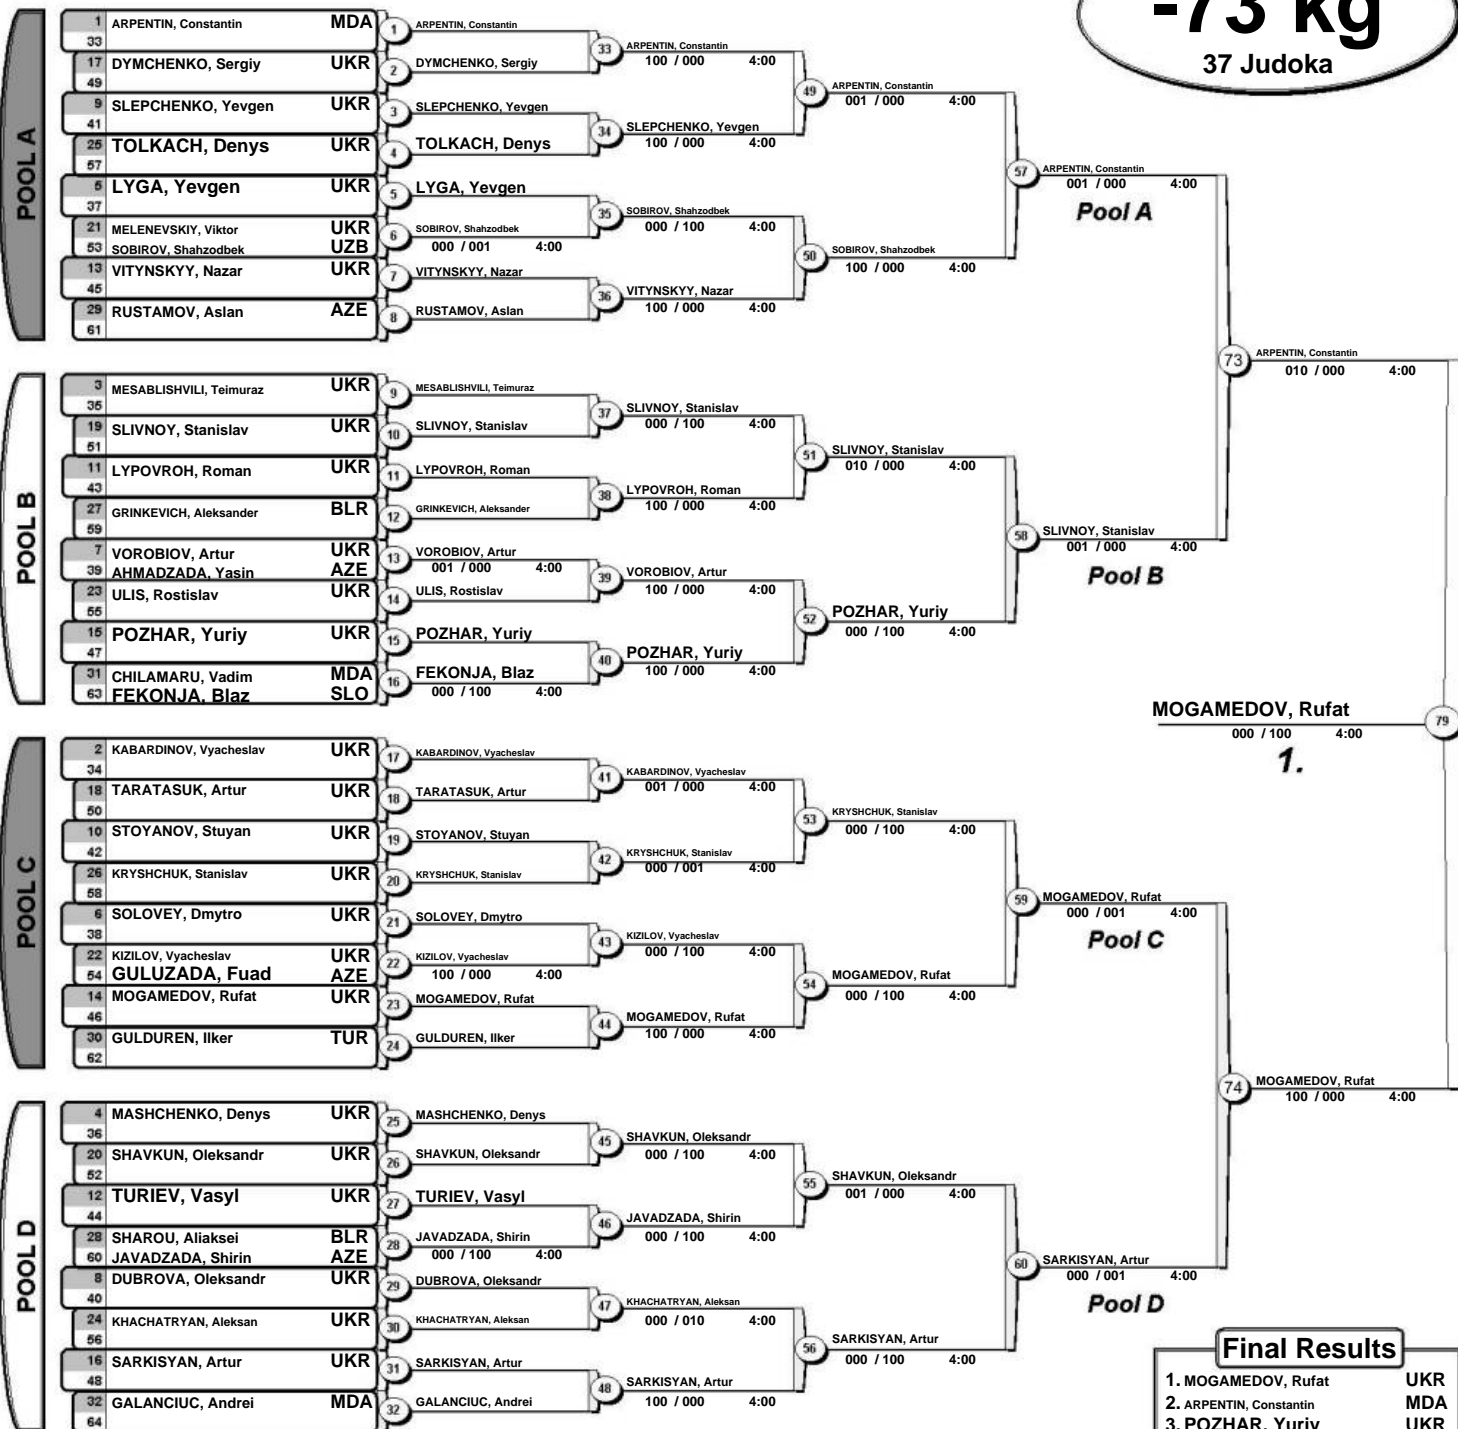 -73 kg
37 Judoka
POOL A
1 ARPENTIN, Constantin MDA
33
17 DYMCHENKO, Sergiy UKR
49
9 SLEPCHENKO, Yevgen UKR
41
25 TOLKACH, Denys UKR
57
5 LYGA, Yevgen UKR
37
21 MELENEVSKIY, Viktor UKR
53 SOBIROV, Shahzodbek UZB
13 VITYNSKYY, Nazar UKR
45
29 RUSTAMOV, Aslan AZE
61
1 ARPENTIN, Constantin
2 DYMCHENKO, Sergiy
3 SLEPCHENKO, Yevgen
4 TOLKACH, Denys
5 LYGA, Yevgen
6 SOBIROV, Shahzodbek
000 / 001 4:00
7 VITYNSKYY, Nazar
8 RUSTAMOV, Aslan
33 ARPENTIN, Constantin
100 / 000 4:00
34 SLEPCHENKO, Yevgen
100 / 000 4:00
35 SOBIROV, Shahzodbek
000 / 100 4:00
36 VITYNSKYY, Nazar
100 / 000 4:00
49 ARPENTIN, Constantin
001 / 000 4:00
50 SOBIROV, Shahzodbek
100 / 000 4:00
57 ARPENTIN, Constantin
001 / 000 4:00
Pool A
POOL B
3 MESABLISHVILI, Teimuraz UKR
35
19 SLIVNOY, Stanislav UKR
51
11 LYPOVROH, Roman UKR
43
27 GRINKEVICH, Aleksander BLR
59
7 VOROBIOV, Artur UKR
39 AHMADZADA, Yasin AZE
23 ULIS, Rostislav UKR
55
15 POZHAR, Yuriy UKR
47
31 CHILAMARU, Vadim MDA
63 FEKONJA, Blaz SLO
9 MESABLISHVILI, Teimuraz
10 SLIVNOY, Stanislav
11 LYPOVROH, Roman
12 GRINKEVICH, Aleksander
13 VOROBIOV, Artur
001 / 000 4:00
14 ULIS, Rostislav
15 POZHAR, Yuriy
16 FEKONJA, Blaz
000 / 100 4:00
37 SLIVNOY, Stanislav
000 / 100 4:00
38 LYPOVROH, Roman
100 / 000 4:00
39 VOROBIOV, Artur
100 / 000 4:00
40 POZHAR, Yuriy
100 / 000 4:00
51 SLIVNOY, Stanislav
010 / 000 4:00
52 POZHAR, Yuriy
000 / 100 4:00
58 SLIVNOY, Stanislav
001 / 000 4:00
Pool B
73 ARPENTIN, Constantin
010 / 000 4:00
MOGAMEDOV, Rufat 79
000 / 100 4:00
1.
POOL C
2 KABARDINOV, Vyacheslav UKR
34
18 TARATASUK, Artur UKR
50
10 STOYANOV, Stuyan UKR
42
26 KRYSHCHUK, Stanislav UKR
58
6 SOLOVEY, Dmytro UKR
38
22 KIZILOV, Vyacheslav UKR
54 GULUZADA, Fuad AZE
14 MOGAMEDOV, Rufat UKR
46
30 GULDUREN, Ilker TUR
62
17 KABARDINOV, Vyacheslav
18 TARATASUK, Artur
19 STOYANOV, Stuyan
20 KRYSHCHUK, Stanislav
21 SOLOVEY, Dmytro
22 KIZILOV, Vyacheslav
100 / 000 4:00
23 MOGAMEDOV, Rufat
24 GULDUREN, Ilker
41 KABARDINOV, Vyacheslav
001 / 000 4:00
42 KRYSHCHUK, Stanislav
000 / 001 4:00
43 KIZILOV, Vyacheslav
000 / 100 4:00
44 MOGAMEDOV, Rufat
100 / 000 4:00
53 KRYSHCHUK, Stanislav
000 / 100 4:00
54 MOGAMEDOV, Rufat
000 / 100 4:00
59 MOGAMEDOV, Rufat
000 / 001 4:00
Pool C
POOL D
4 MASHCHENKO, Denys UKR
36
20 SHAVKUN, Oleksandr UKR
52
12 TURIEV, Vasyl UKR
44
28 SHAROU, Aliaksei BLR
60 JAVADZADA, Shirin AZE
8 DUBROVA, Oleksandr UKR
40
24 KHACHATRYAN, Aleksan UKR
56
16 SARKISYAN, Artur UKR
48
32 GALANCIUC, Andrei MDA
64
25 MASHCHENKO, Denys
26 SHAVKUN, Oleksandr
27 TURIEV, Vasyl
28 JAVADZADA, Shirin
000 / 100 4:00
29 DUBROVA, Oleksandr
30 KHACHATRYAN, Aleksan
31 SARKISYAN, Artur
32 GALANCIUC, Andrei
45 SHAVKUN, Oleksandr
000 / 100 4:00
46 JAVADZADA, Shirin
000 / 100 4:00
47 KHACHATRYAN, Aleksan
000 / 010 4:00
48 SARKISYAN, Artur
100 / 000 4:00
55 SHAVKUN, Oleksandr
001 / 000 4:00
56 SARKISYAN, Artur
000 / 100 4:00
60 SARKISYAN, Artur
000 / 001 4:00
Pool D
74 MOGAMEDOV, Rufat
100 / 000 4:00
Final Results
1. MOGAMEDOV, Rufat UKR
2. ARPENTIN, Constantin MDA
3. POZHAR, Yuriy UKR